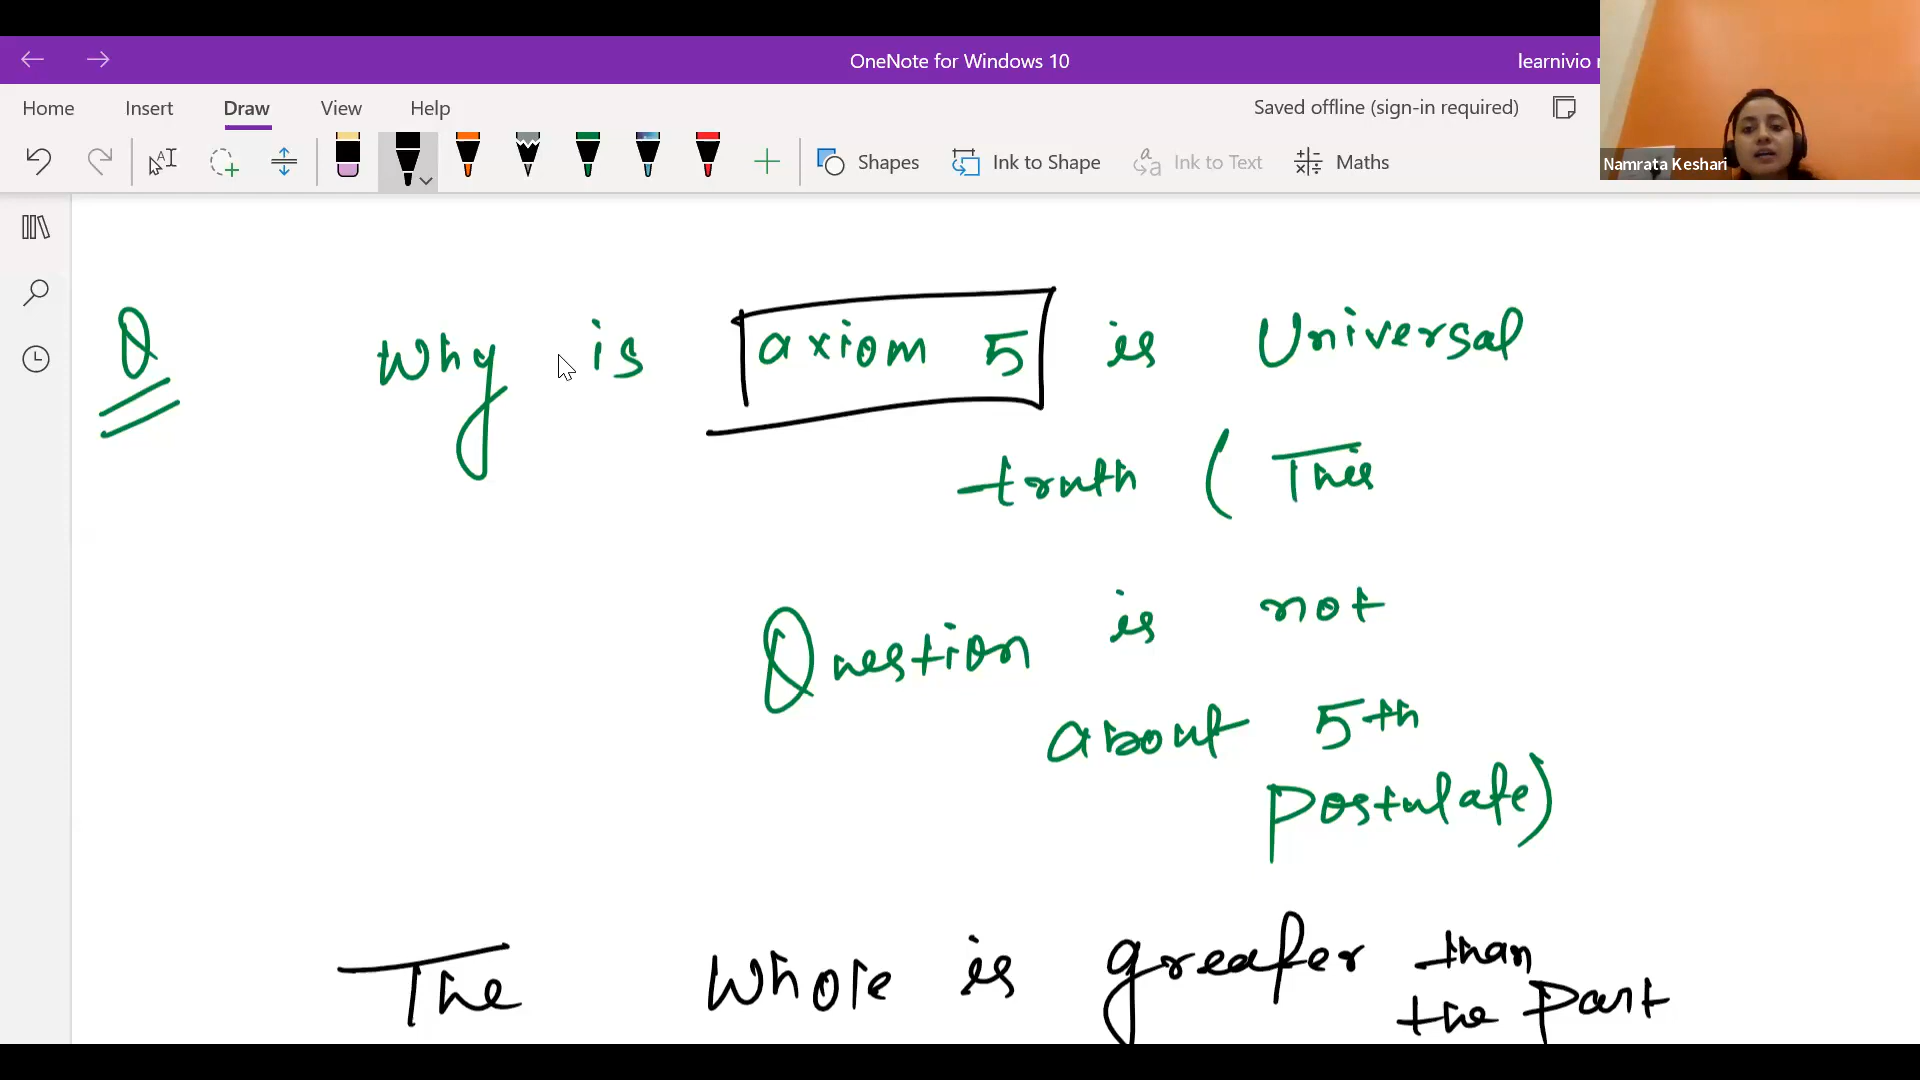 OneNote for Windows 10
learnivio
Home Insert Draw View Help
Saved offline (sign-in required)
Shapes Ink to Shape Ink to Text Maths
Namrata Keshari
Q Why is axiom 5 is Universal
truth ( This
Question is not
about 5th
postulate)
The whole is greater than
the part